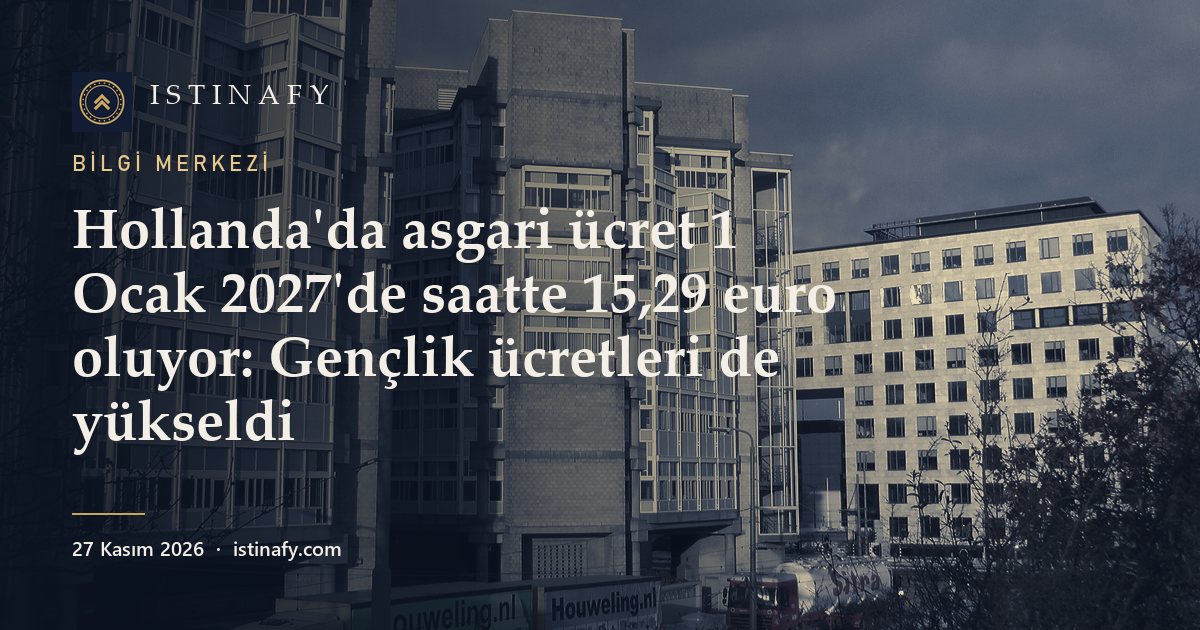 ISTINAFY
BİLGİ MERKEZİ
Hollanda'da asgari ücret 1
Ocak 2027'de saatte 15,29 euro
oluyor: Gençlik ücretleri de
yükseldi
27 Kasım 2026 · istinafy.com
ouweling.nl
Houweling.nl